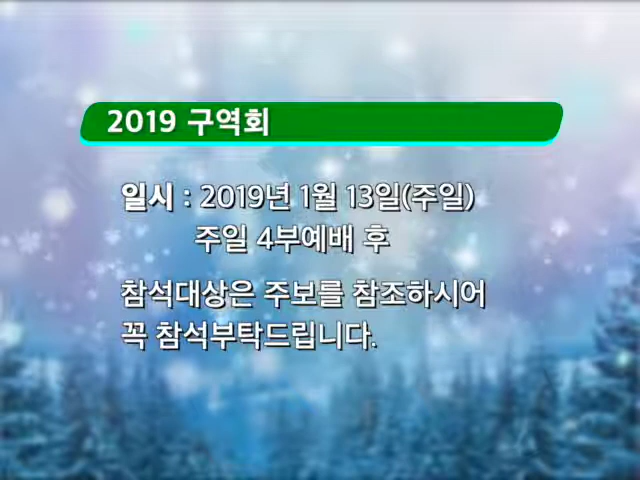 2019 구역회
일시 : 2019년 1월 13일(주일)
주일 4부예배 후
참석대상은 주보를 참조하시어
꼭 참석부탁드립니다.